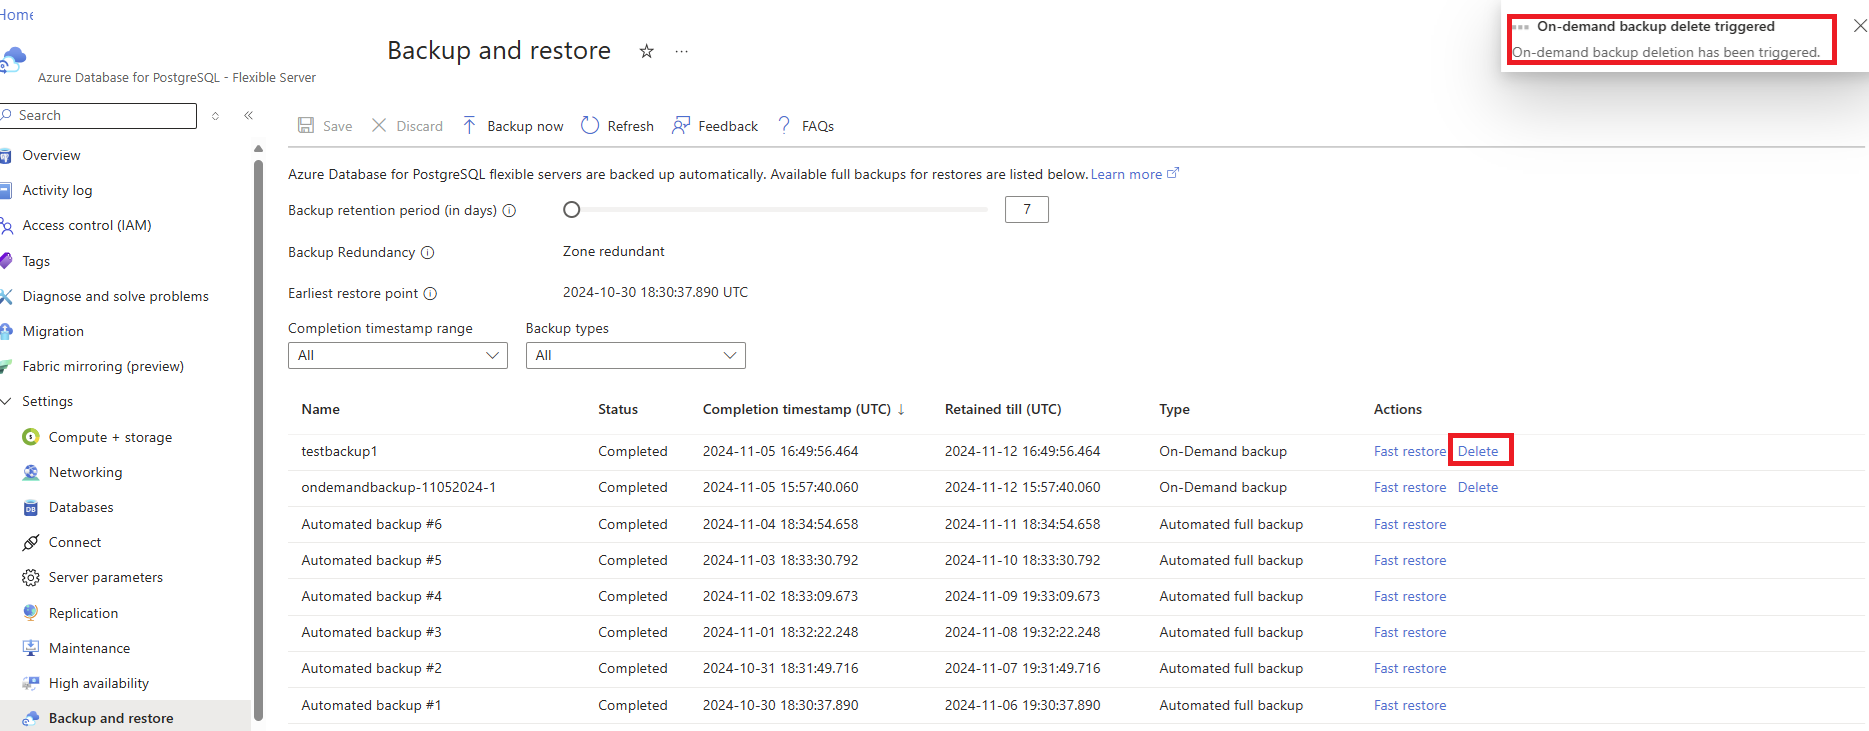 Home
Backup and restore
Azure Database for PostgreSQL - Flexible Server
On-demand backup delete triggered
On-demand backup deletion has been triggered.
Search
Save Discard Backup now Refresh Feedback FAQs
Overview
Activity log
Access control (IAM)
Tags
Diagnose and solve problems
Migration
Fabric mirroring (preview)
Settings
Compute + storage
Networking
Databases
Connect
Server parameters
Replication
Maintenance
High availability
Backup and restore
Azure Database for PostgreSQL flexible servers are backed up automatically. Available full backups for restores are listed below. Learn more
Backup retention period (in days) 7
Backup Redundancy Zone redundant
Earliest restore point 2024-10-30 18:30:37.890 UTC
Completion timestamp range Backup types
All All
Name Status Completion timestamp (UTC) ↓ Retained till (UTC) Type Actions
testbackup1 Completed 2024-11-05 16:49:56.464 2024-11-12 16:49:56.464 On-Demand backup Fast restore Delete
ondemandbackup-11052024-1 Completed 2024-11-05 15:57:40.060 2024-11-12 15:57:40.060 On-Demand backup Fast restore Delete
Automated backup #6 Completed 2024-11-04 18:34:54.658 2024-11-11 18:34:54.658 Automated full backup Fast restore
Automated backup #5 Completed 2024-11-03 18:33:30.792 2024-11-10 18:33:30.792 Automated full backup Fast restore
Automated backup #4 Completed 2024-11-02 18:33:09.673 2024-11-09 19:33:09.673 Automated full backup Fast restore
Automated backup #3 Completed 2024-11-01 18:32:22.248 2024-11-08 19:32:22.248 Automated full backup Fast restore
Automated backup #2 Completed 2024-10-31 18:31:49.716 2024-11-07 19:31:49.716 Automated full backup Fast restore
Automated backup #1 Completed 2024-10-30 18:30:37.890 2024-11-06 19:30:37.890 Automated full backup Fast restore